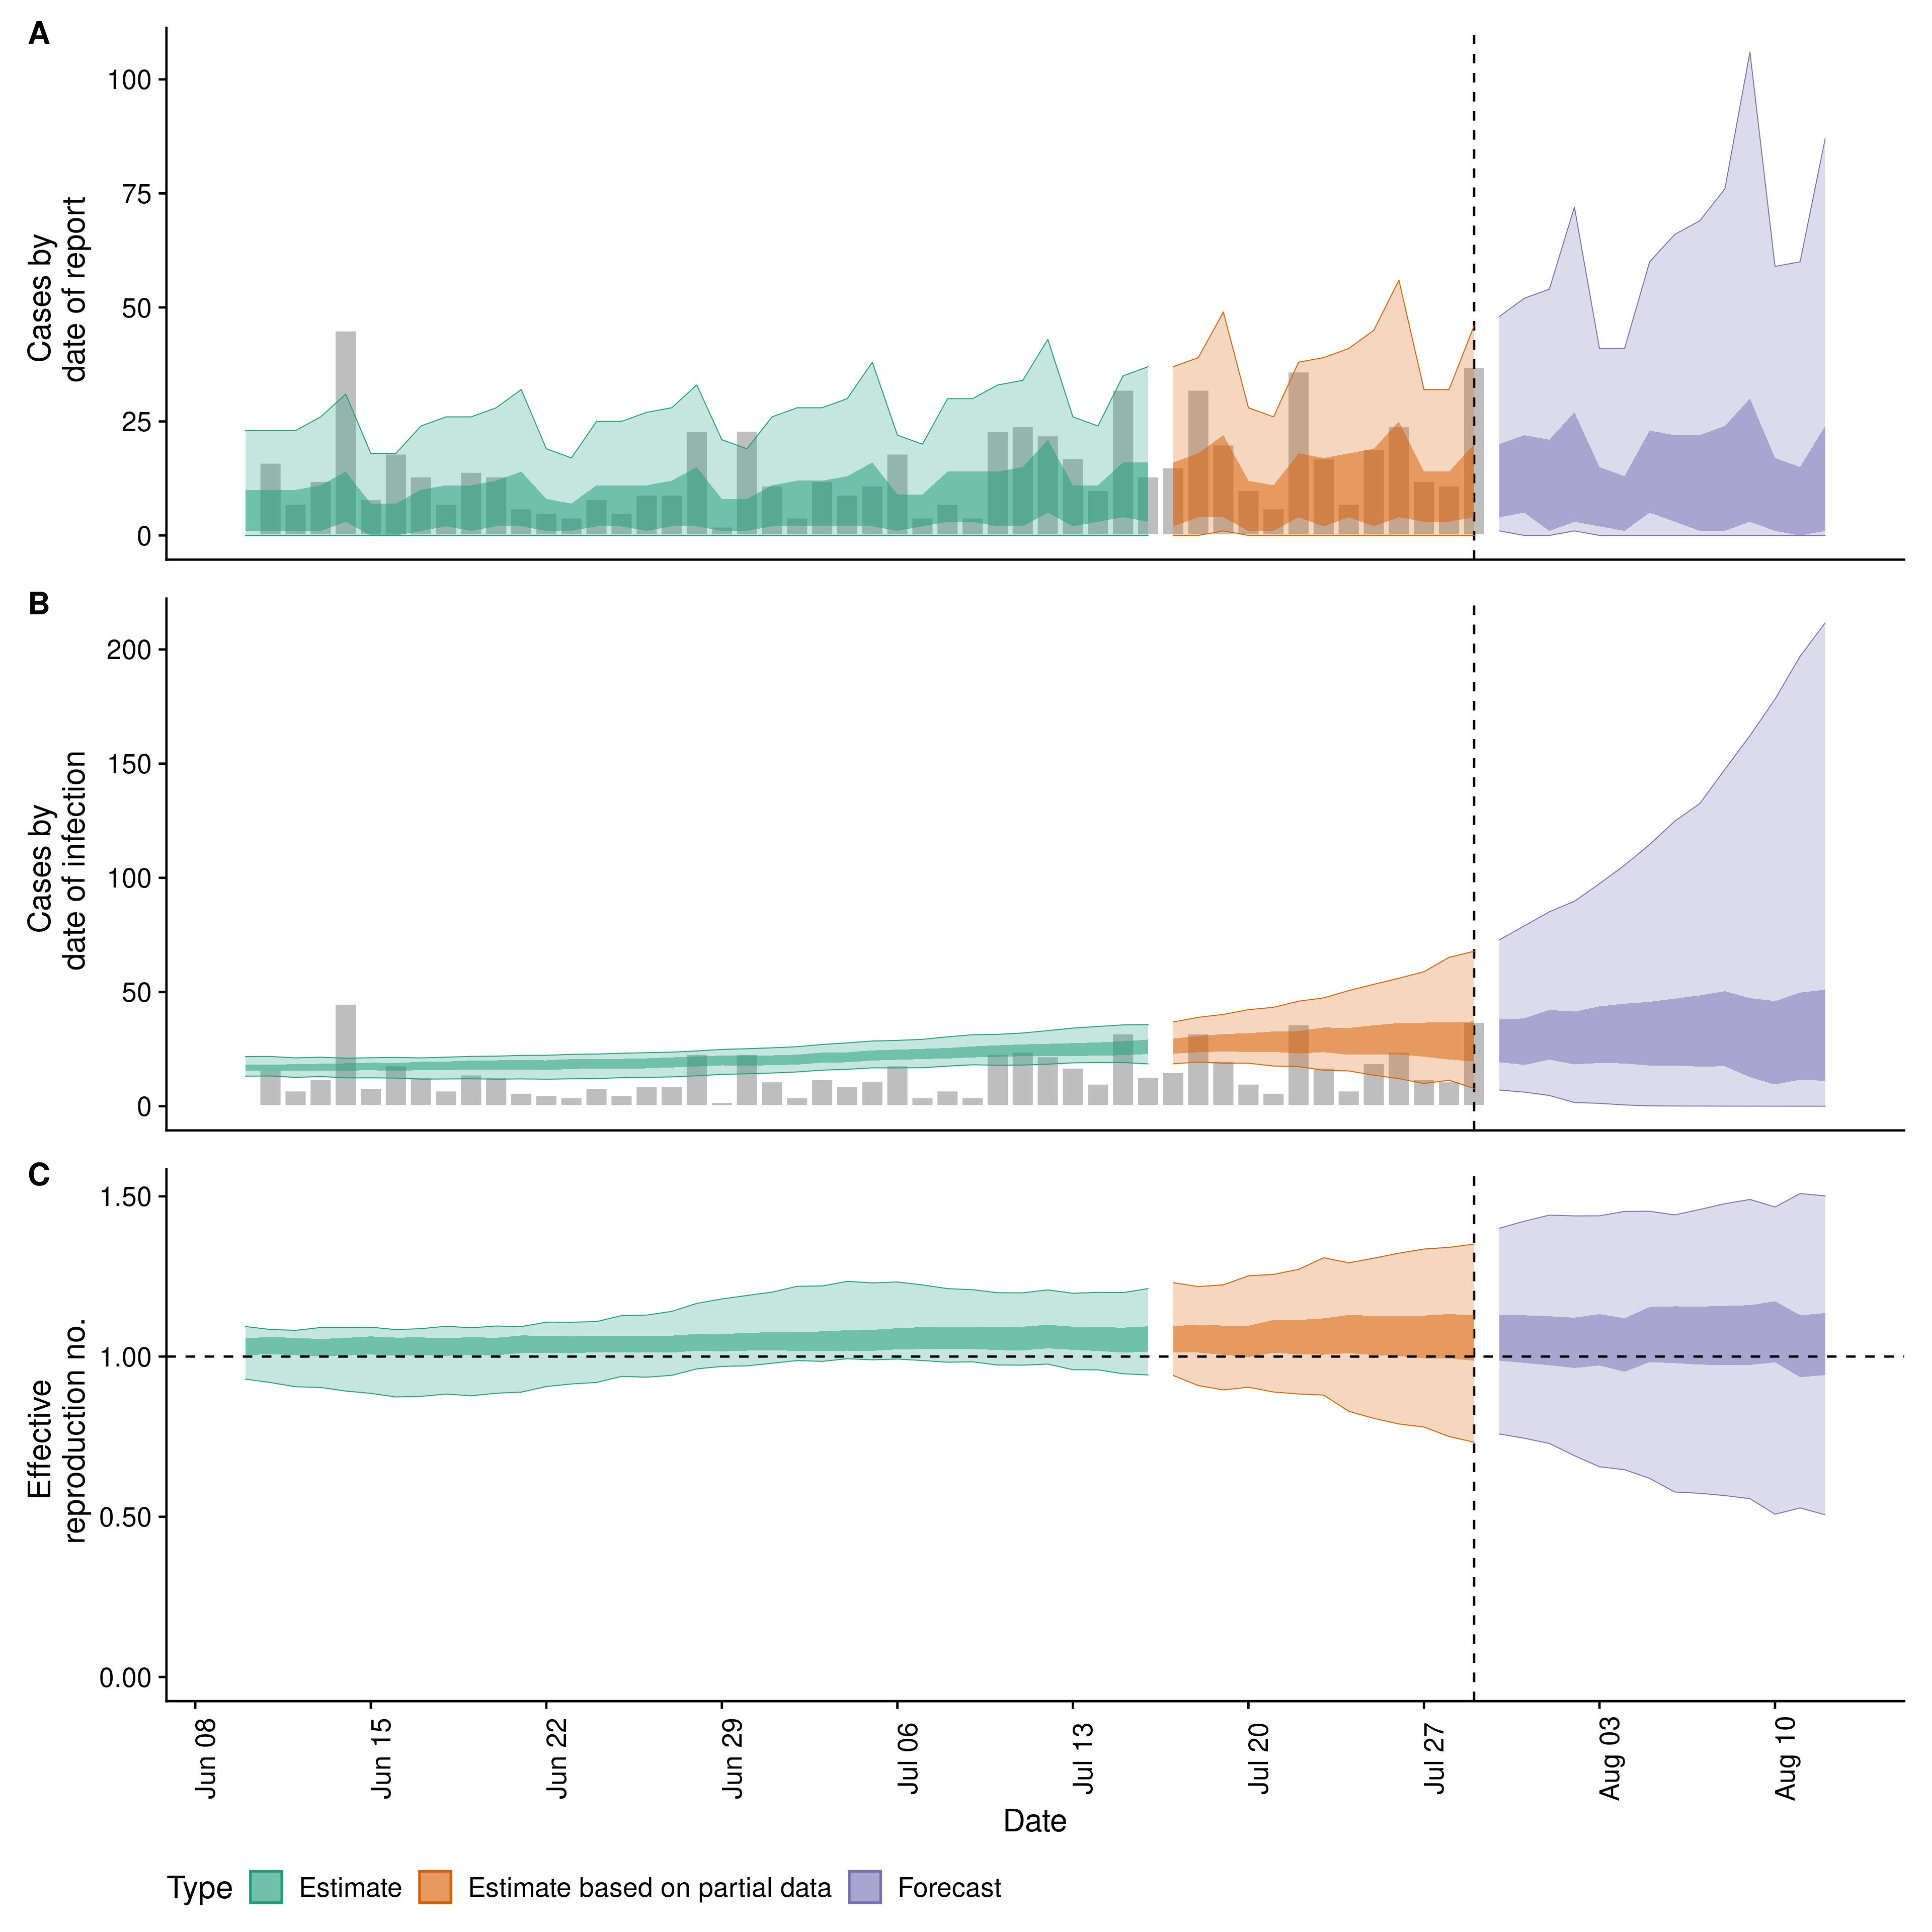 A
Cases by
date of report
100
75
50
25
0
B
Cases by
date of infection
200
150
100
50
0
C
Effective
reproduction no.
1.50
1.00
0.50
0.00
Jun 08
Jun 15
Jun 22
Jun 29
Jul 06
Jul 13
Jul 20
Jul 27
Aug 03
Aug 10
Date
Type Estimate Estimate based on partial data Forecast